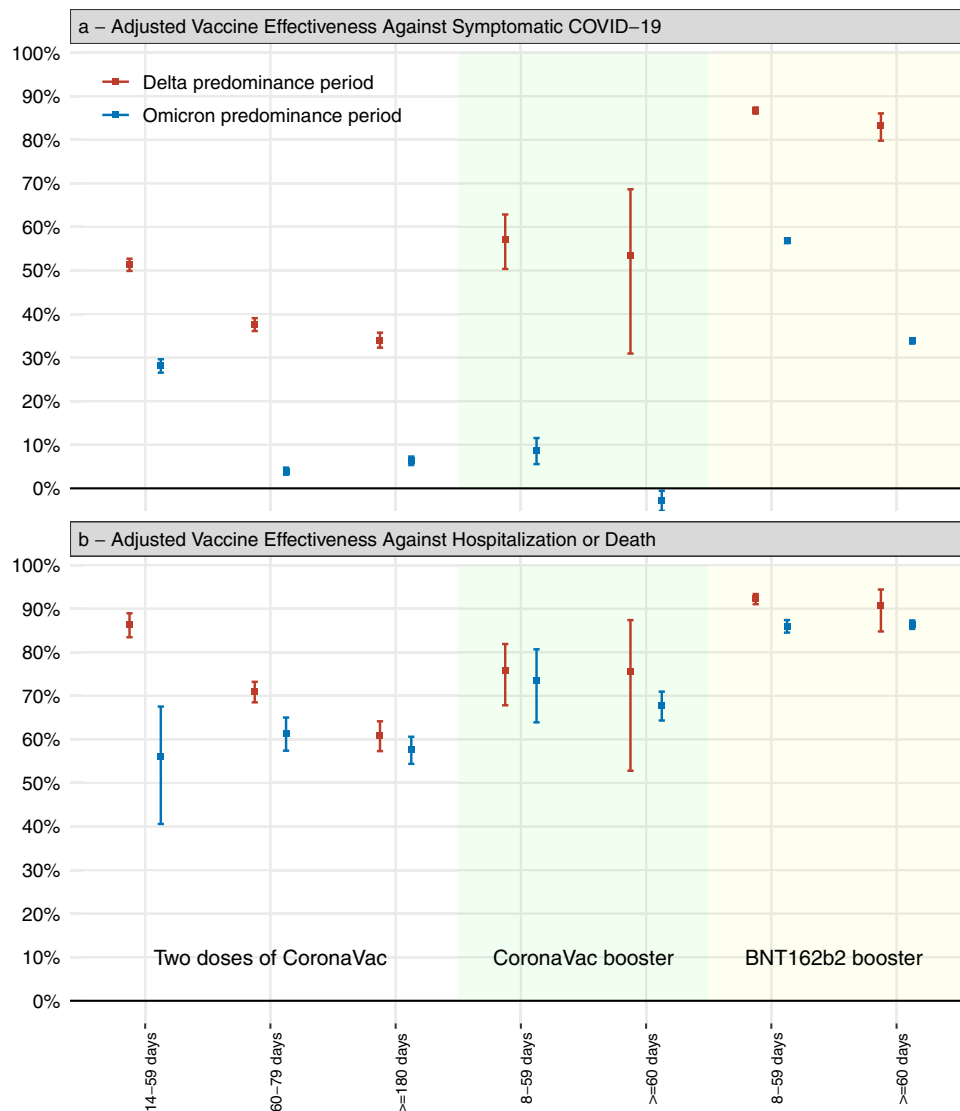 a − Adjusted Vaccine Effectiveness Against Symptomatic COVID−19
100%
90%
80%
70%
60%
50%
40%
30%
20%
10%
0%
Delta predominance period
Omicron predominance period
b − Adjusted Vaccine Effectiveness Against Hospitalization or Death
100%
90%
80%
70%
60%
50%
40%
30%
20%
10%
0%
Two doses of CoronaVac
CoronaVac booster
BNT162b2 booster
14−59 days
60−79 days
>=180 days
8−59 days
>=60 days
8−59 days
>=60 days